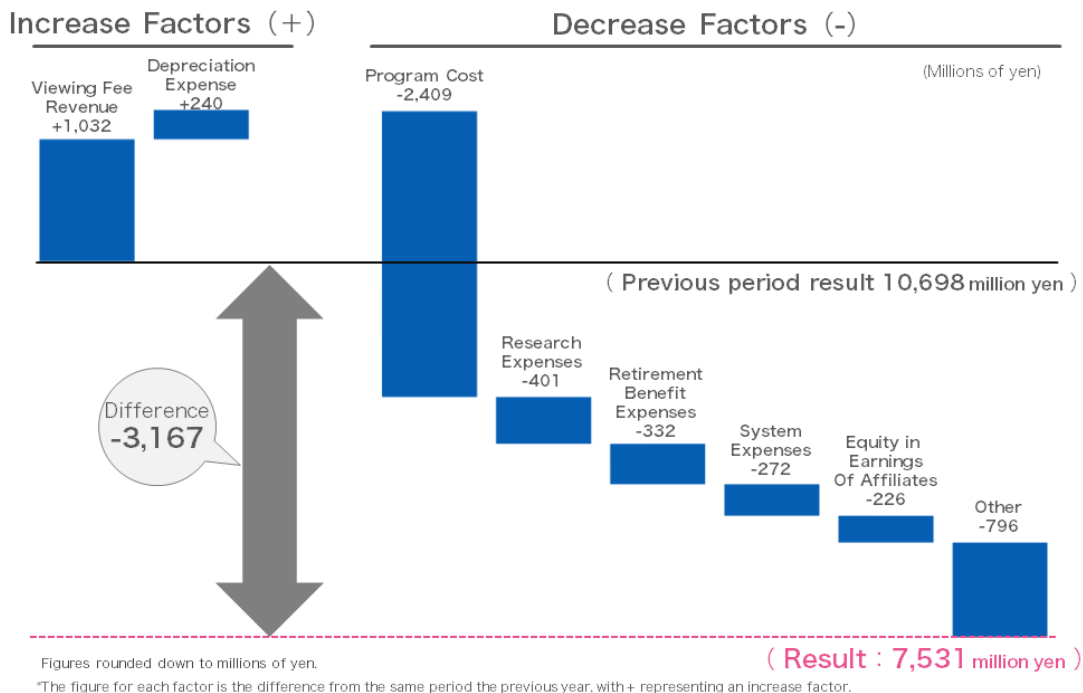 Increase Factors (+)
Decrease Factors (-)
(Millions of yen)
Viewing Fee
Revenue
+1,032
Depreciation
Expense
+240
Program Cost
-2,409
( Previous period result 10,698 million yen )
Difference
-3,167
Research
Expenses
-401
Retirement
Benefit
Expenses
-332
System
Expenses
-272
Equity in
Earnings
Of Affiliates
-226
Other
-796
( Result : 7,531 million yen )
Figures rounded down to millions of yen.
*The figure for each factor is the difference from the same period the previous year, with + representing an increase factor.